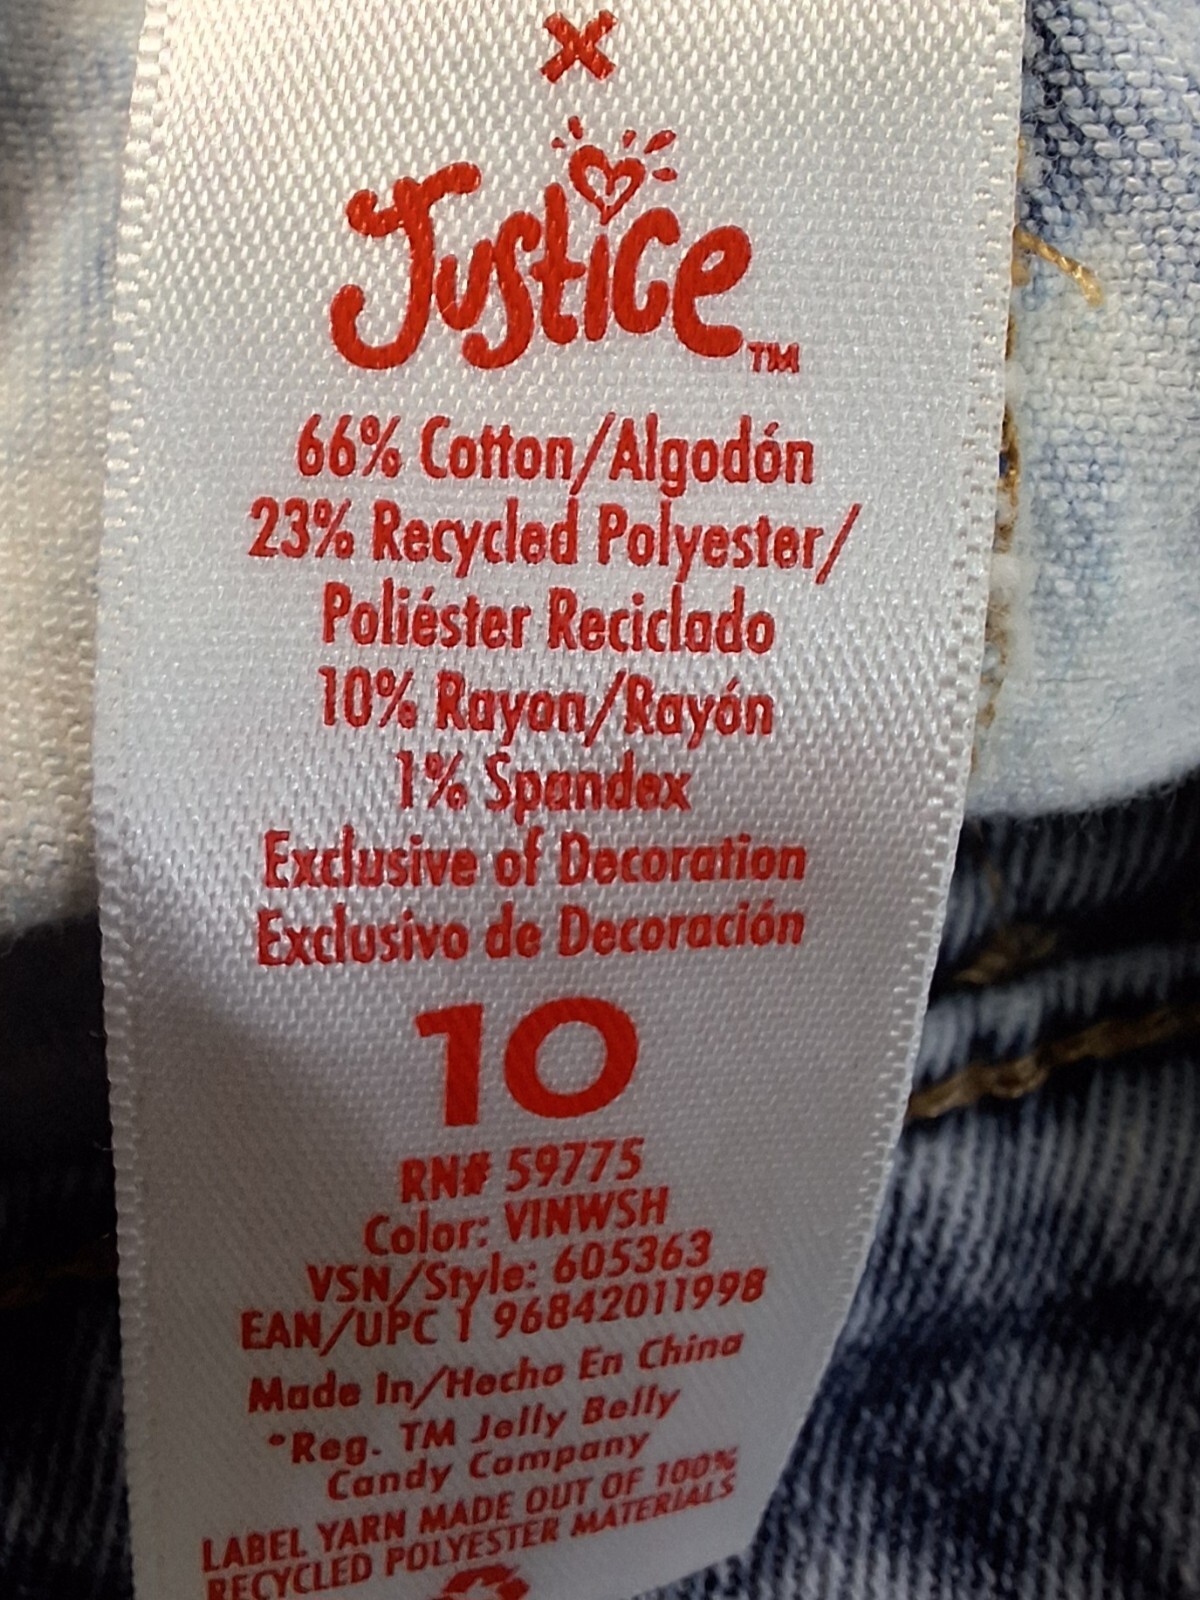 x
Justice™
66% Cotton/Algodón
23% Recycled Polyester/
Poliéster Reciclado
10% Rayon/Rayón
1% Spandex
Exclusive of Decoration
Exclusivo de Decoración
10
RN# 59775
Color: VINWSH
VSN/Style: 605363
EAN/UPC 1 96842011998
Made In/Hecho En China
°Reg. TM Jelly Belly
Candy Company
LABEL YARN MADE OUT OF 100%
RECYCLED POLYESTER MATERIALS